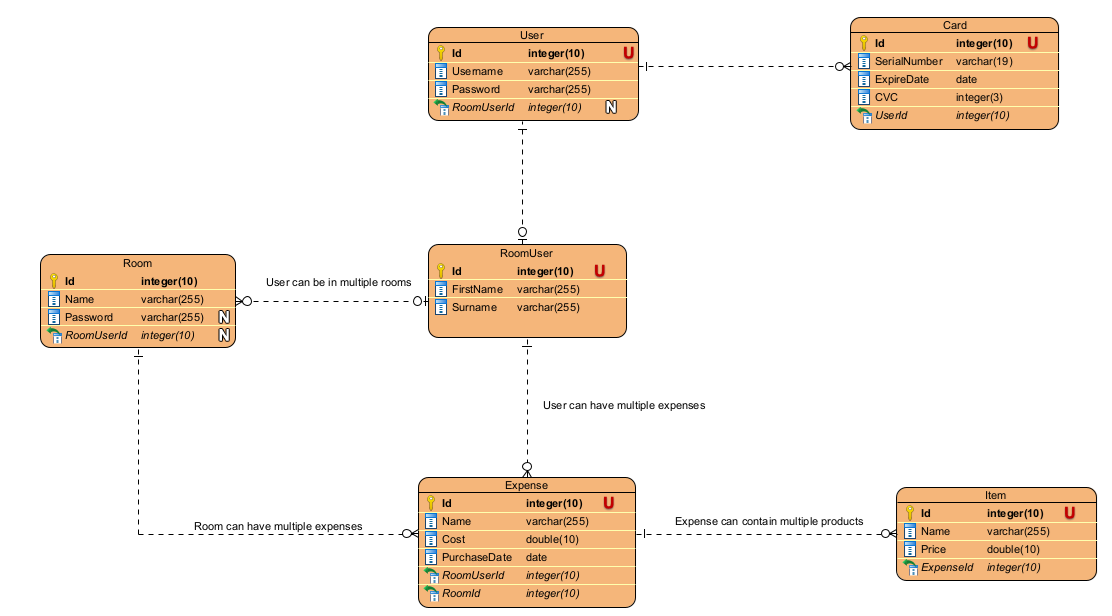 User
Id integer(10) U
Username varchar(255)
Password varchar(255)
RoomUserId integer(10) N
Card
Id integer(10) U
SerialNumber varchar(19)
ExpireDate date
CVC integer(3)
UserId integer(10)
Room
Id integer(10)
Name varchar(255)
Password varchar(255) N
RoomUserId integer(10) N
User can be in multiple rooms
RoomUser
Id integer(10) U
FirstName varchar(255)
Surname varchar(255)
User can have multiple expenses
Room can have multiple expenses
Expense
Id integer(10) U
Name varchar(255)
Cost double(10)
PurchaseDate date
RoomUserId integer(10)
RoomId integer(10)
Expense can contain multiple products
Item
Id integer(10) U
Name varchar(255)
Price double(10)
ExpenseId integer(10)